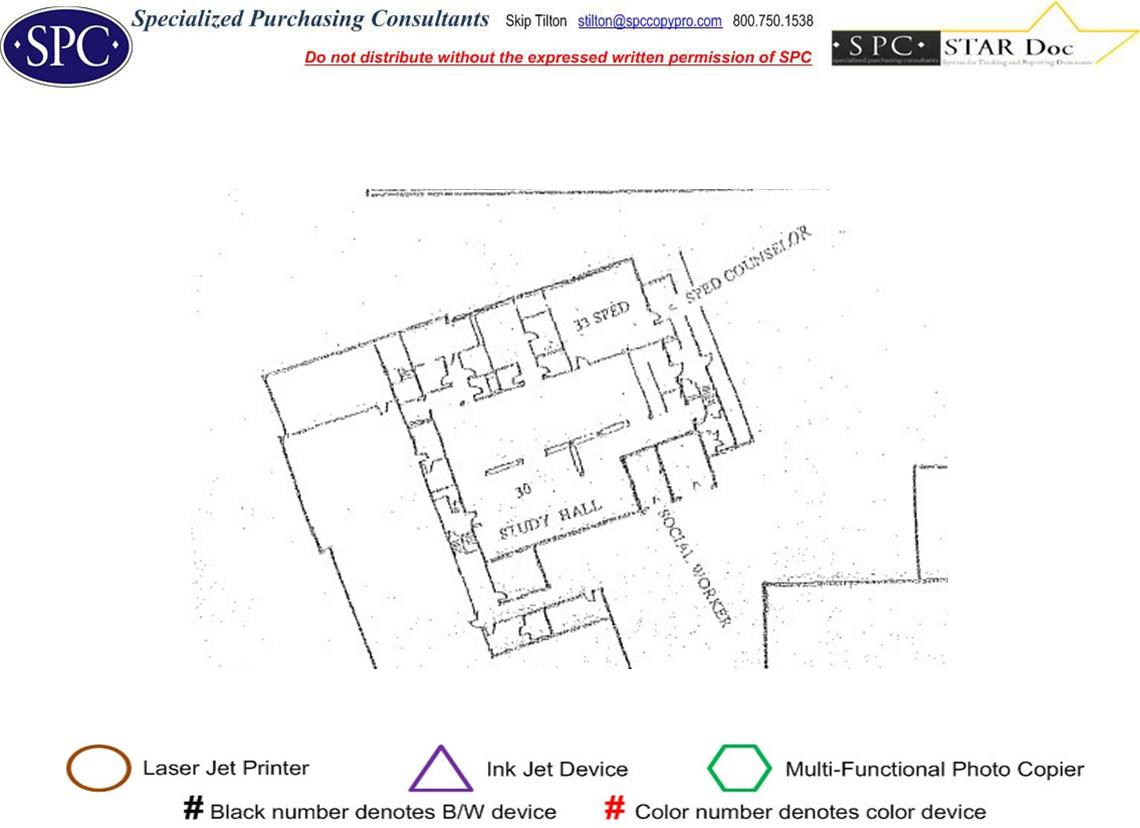 Specialized Purchasing Consultants Skip Tilton stilton@spccopypro.com 800.750.1538
·SPC·
Do not distribute without the expressed written permission of SPC
·SPC· STAR Doc
specialized purchasing consultants System for Tracking and Reporting Documents
SPED COUNSELOR
33 SPED
30
STUDY HALL
SOCIAL WORKER
Laser Jet Printer Ink Jet Device Multi-Functional Photo Copier
# Black number denotes B/W device # Color number denotes color device